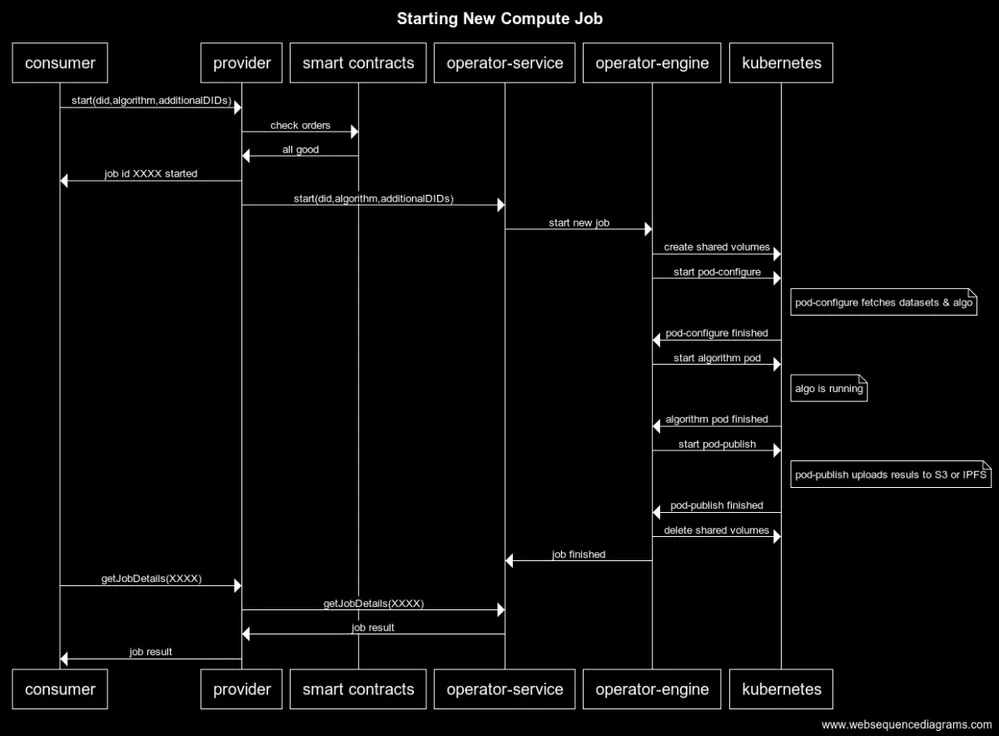 Starting New Compute Job
consumer
provider
smart contracts
operator-service
operator-engine
kubernetes
start(did,algorithm,additionalDIDs)
check orders
all good
job id XXXX started
start(did,algorithm,additionalDIDs)
start new job
create shared volumes
start pod-configure
pod-configure fetches datasets & algo
pod-configure finished
start algorithm pod
algo is running
algorithm pod finished
start pod-publish
pod-publish uploads resuls to S3 or IPFS
pod-publish finished
delete shared volumes
job finished
getJobDetails(XXXX)
getJobDetails(XXXX)
job result
job result
consumer
provider
smart contracts
operator-service
operator-engine
kubernetes
www.websequencediagrams.com